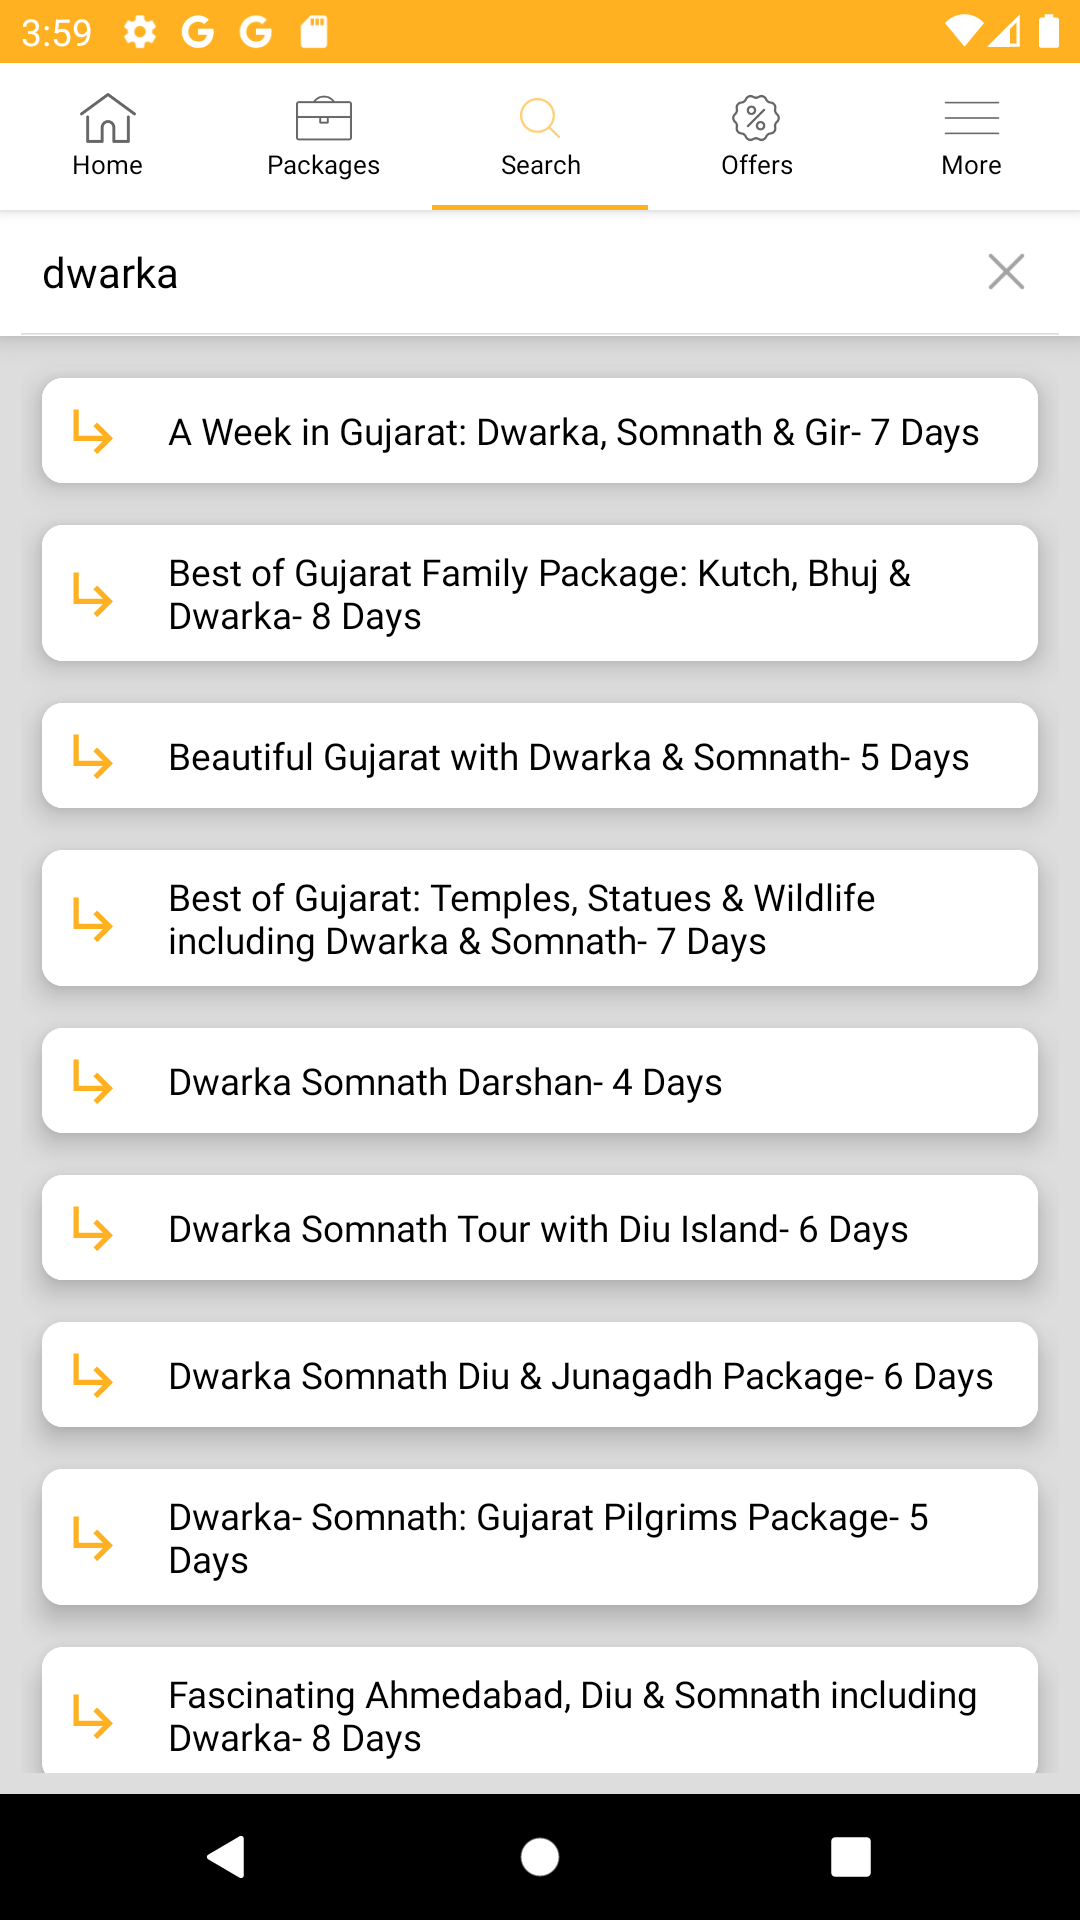 3:59
Home
Packages
Search
Offers
More
dwarka
A Week in Gujarat: Dwarka, Somnath & Gir- 7 Days
Best of Gujarat Family Package: Kutch, Bhuj &
Dwarka- 8 Days
Beautiful Gujarat with Dwarka & Somnath- 5 Days
Best of Gujarat: Temples, Statues & Wildlife
including Dwarka & Somnath- 7 Days
Dwarka Somnath Darshan- 4 Days
Dwarka Somnath Tour with Diu Island- 6 Days
Dwarka Somnath Diu & Junagadh Package- 6 Days
Dwarka- Somnath: Gujarat Pilgrims Package- 5
Days
Fascinating Ahmedabad, Diu & Somnath including
Dwarka- 8 Days